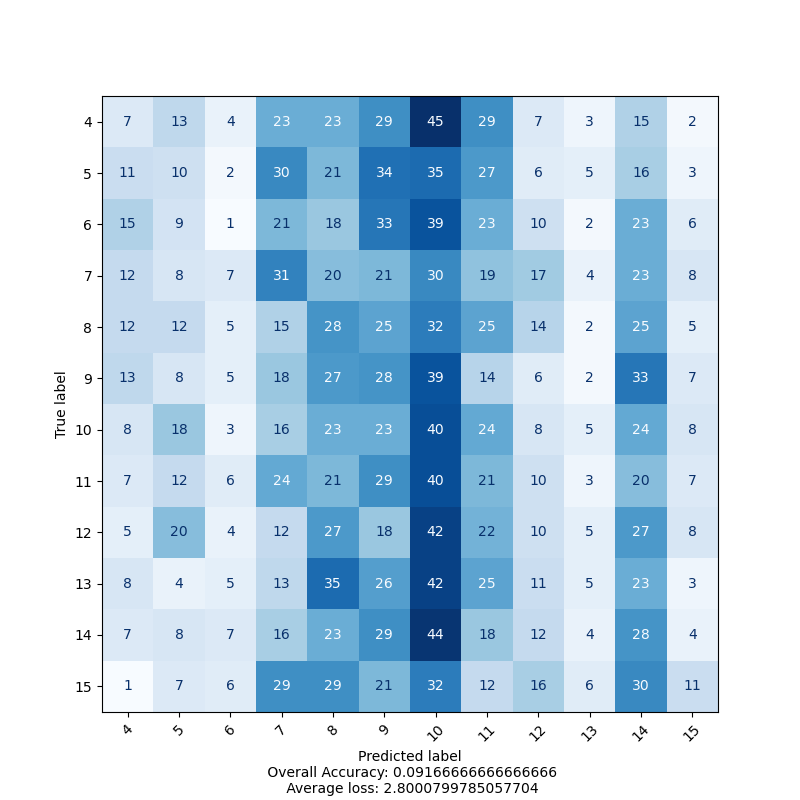 4 7 13 4 23 23 29 45 29 7 3 15 2
5 11 10 2 30 21 34 35 27 6 5 16 3
6 15 9 1 21 18 33 39 23 10 2 23 6
7 12 8 7 31 20 21 30 19 17 4 23 8
8 12 12 5 15 28 25 32 25 14 2 25 5
9 13 8 5 18 27 28 39 14 6 2 33 7
True label
10 8 18 3 16 23 23 40 24 8 5 24 8
11 7 12 6 24 21 29 40 21 10 3 20 7
12 5 20 4 12 27 18 42 22 10 5 27 8
13 8 4 5 13 35 26 42 25 11 5 23 3
14 7 8 7 16 23 29 44 18 12 4 28 4
15 1 7 6 29 29 21 32 12 16 6 30 11
4 5 6 7 8 9 10 11 12 13 14 15
Predicted label
Overall Accuracy: 0.09166666666666666
Average loss: 2.8000799785057704